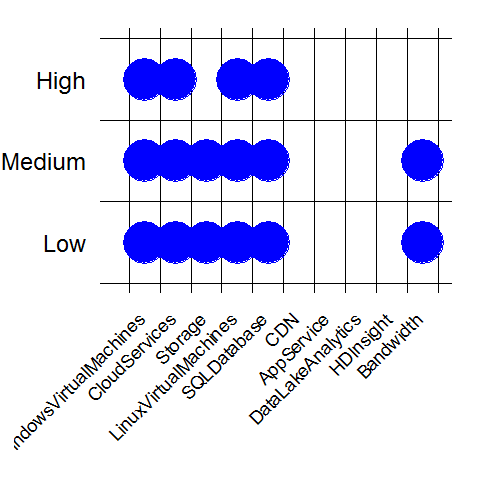 High
Medium
Low
ndowsVirtualMachines
CloudServices
Storage
LinuxVirtualMachines
SQLDatabase
CDN
AppService
DataLakeAnalytics
HDInsight
Bandwidth